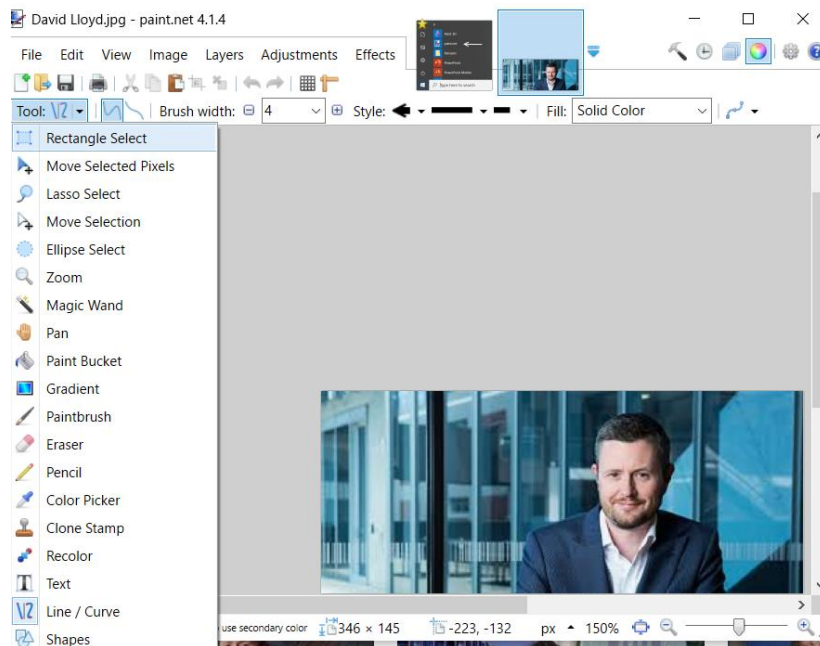 David Lloyd.jpg - paint.net 4.1.4
File Edit View Image Layers Adjustments Effects
Tool: Brush width: 4 Style: Fill: Solid Color
Rectangle Select
Move Selected Pixels
Lasso Select
Move Selection
Ellipse Select
Zoom
Magic Wand
Pan
Paint Bucket
Gradient
Paintbrush
Eraser
Pencil
Color Picker
Clone Stamp
Recolor
Text
Line / Curve
Shapes
use secondary color 346 × 145 -223, -132 px 150%